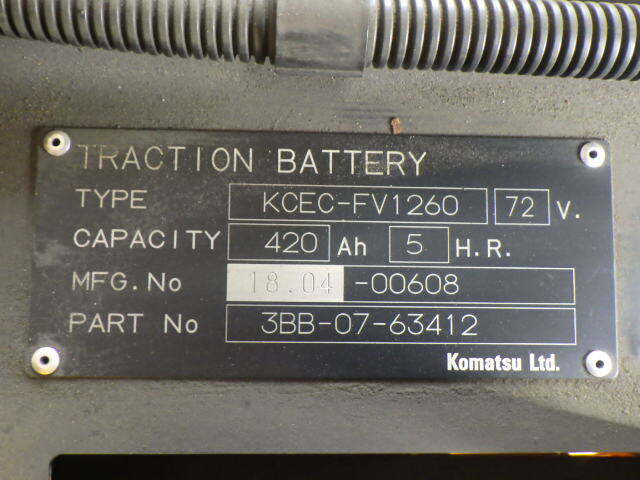 TRACTION BATTERY
TYPE KCEC-FV1260 72 V.
CAPACITY 420 Ah 5 H.R.
MFG.No 18.04 -00608
PART No 3BB-07-63412
Komatsu Ltd.